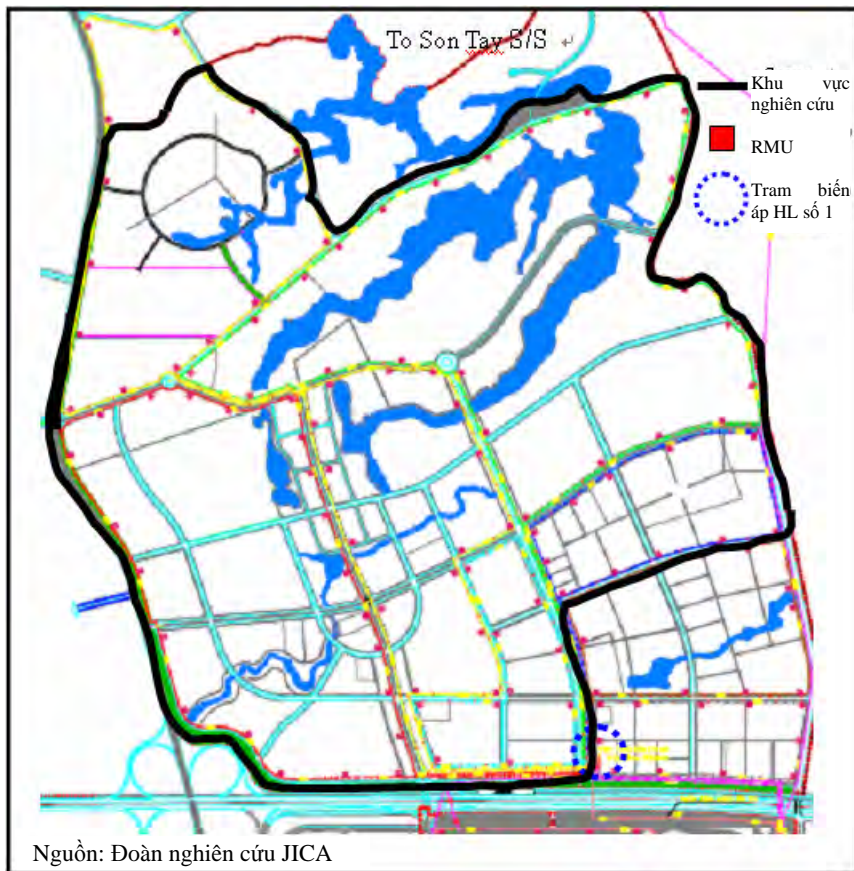 To Son Tay S/S
Khu vực
nghiên cứu
RMU
Tram biến
áp HL số 1
Nguồn: Đoàn nghiên cứu JICA